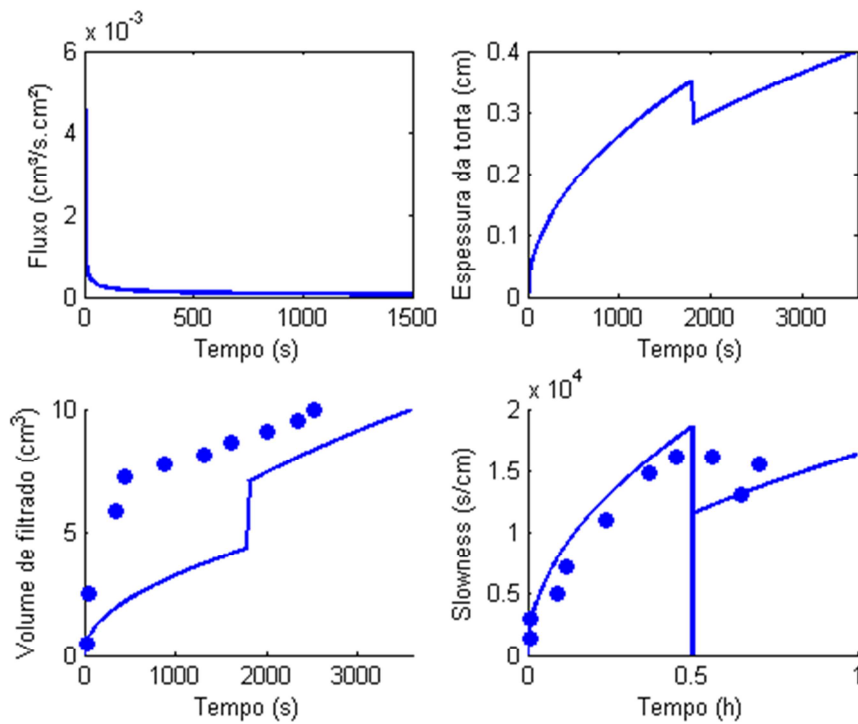 x 10⁻³
6
4
2
0
Fluxo (cm³/s.cm²)
0 500 1000 1500
Tempo (s)
0.4
0.3
0.2
0.1
0
Espessura da torta (cm)
0 1000 2000 3000
Tempo (s)
10
5
0
Volume de filtrado (cm³)
0 1000 2000 3000
Tempo (s)
x 10⁴
2
1.5
1
0.5
0
Slowness (s/cm)
0 0.5 1
Tempo (h)